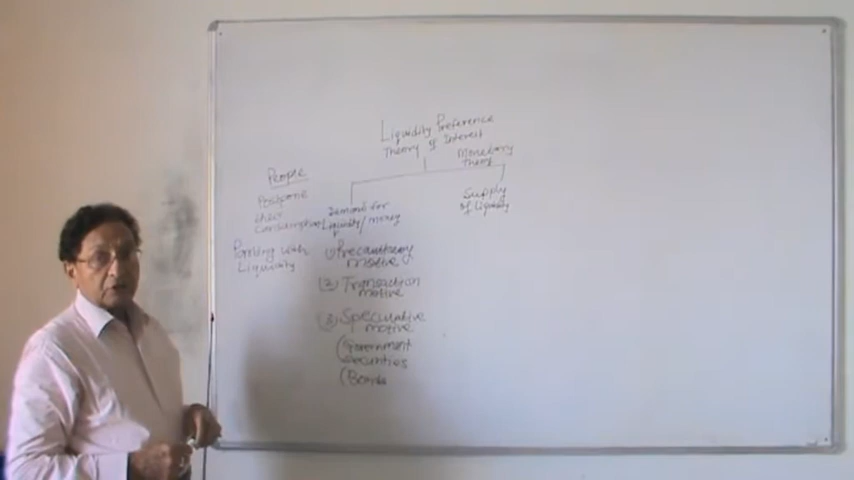 Liquidity Preference
Theory of Interest
Monetary
Theory
People
Postpone
their
consumption
Parting with
Liquidity
Demand for
Liquidity/money
(1) Precautionary
motive
(2) Transaction
motive
(3) Speculative
motive
(Government
Securities
(Bonds
Supply
of Liquidity